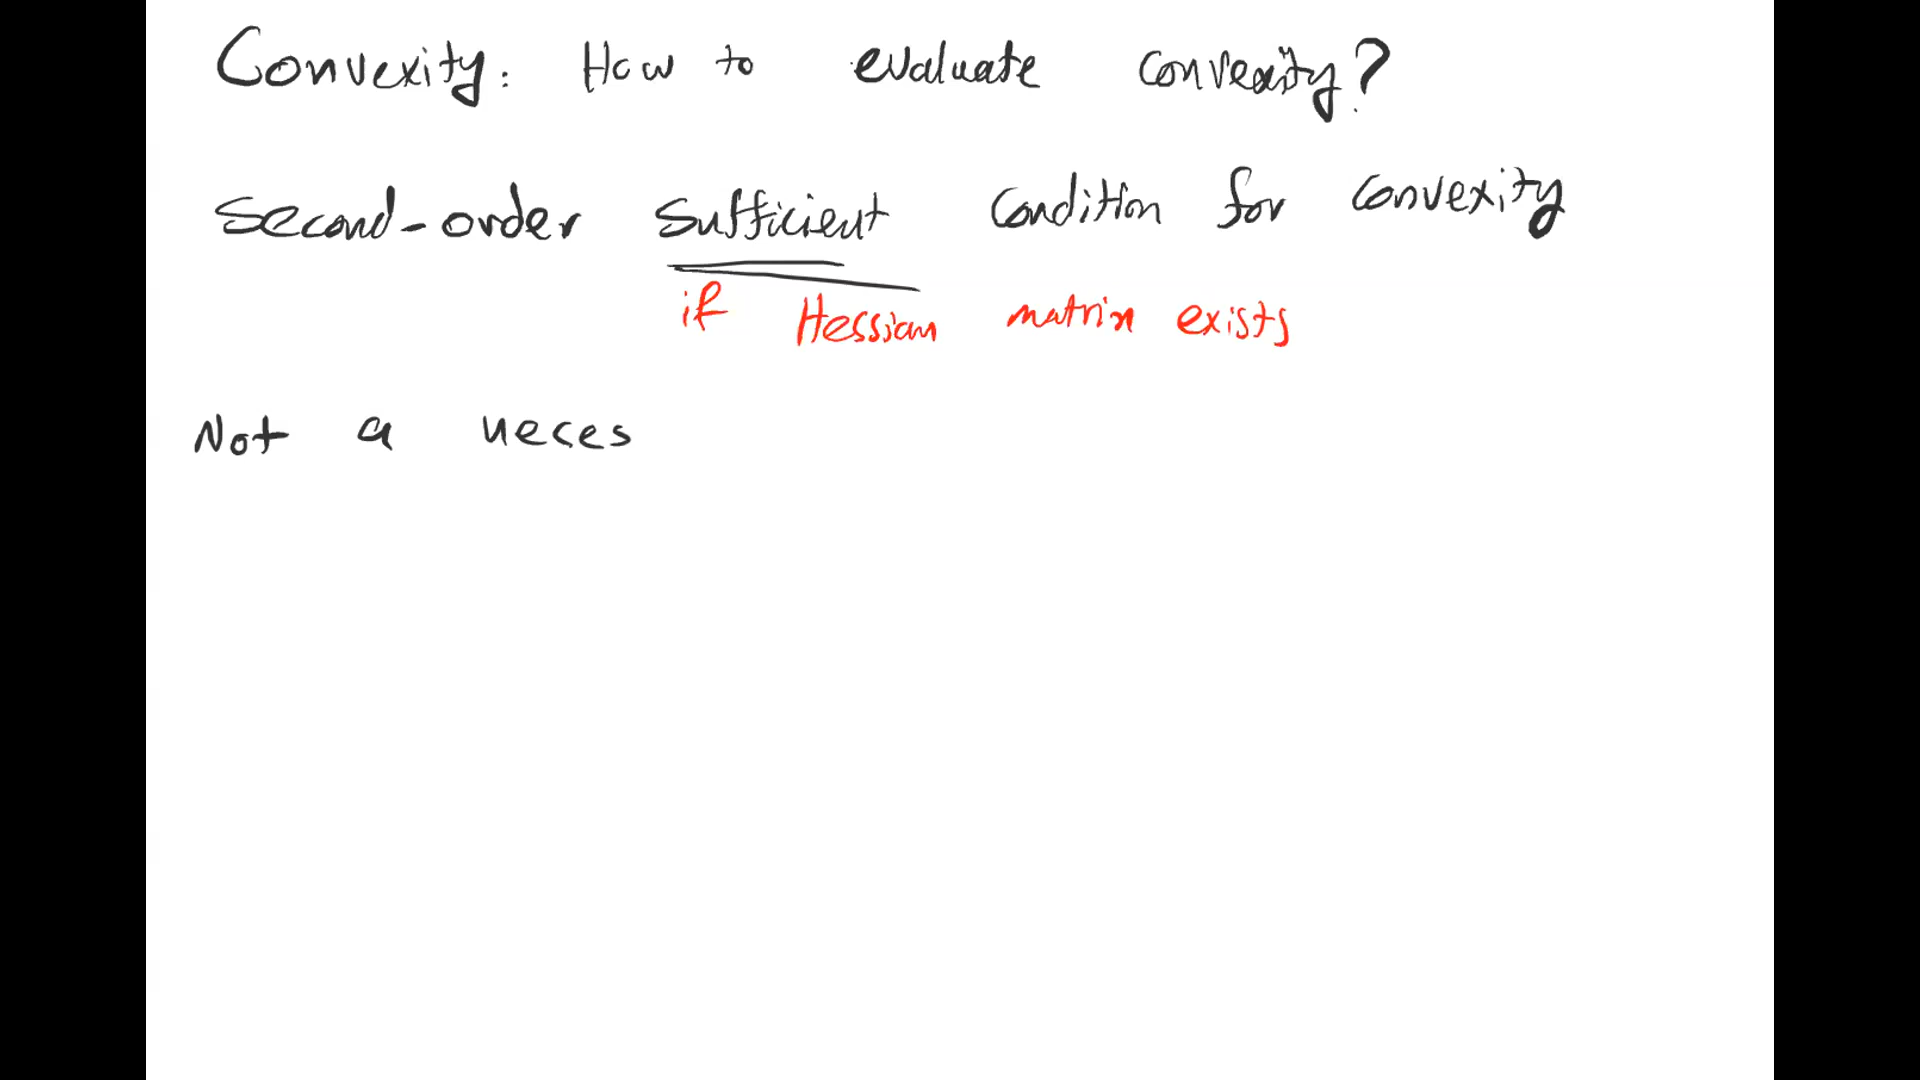 Convexity: How to evaluate convexity?
Second-order sufficient condition for convexity
if Hessian matrix exists
Not a neces